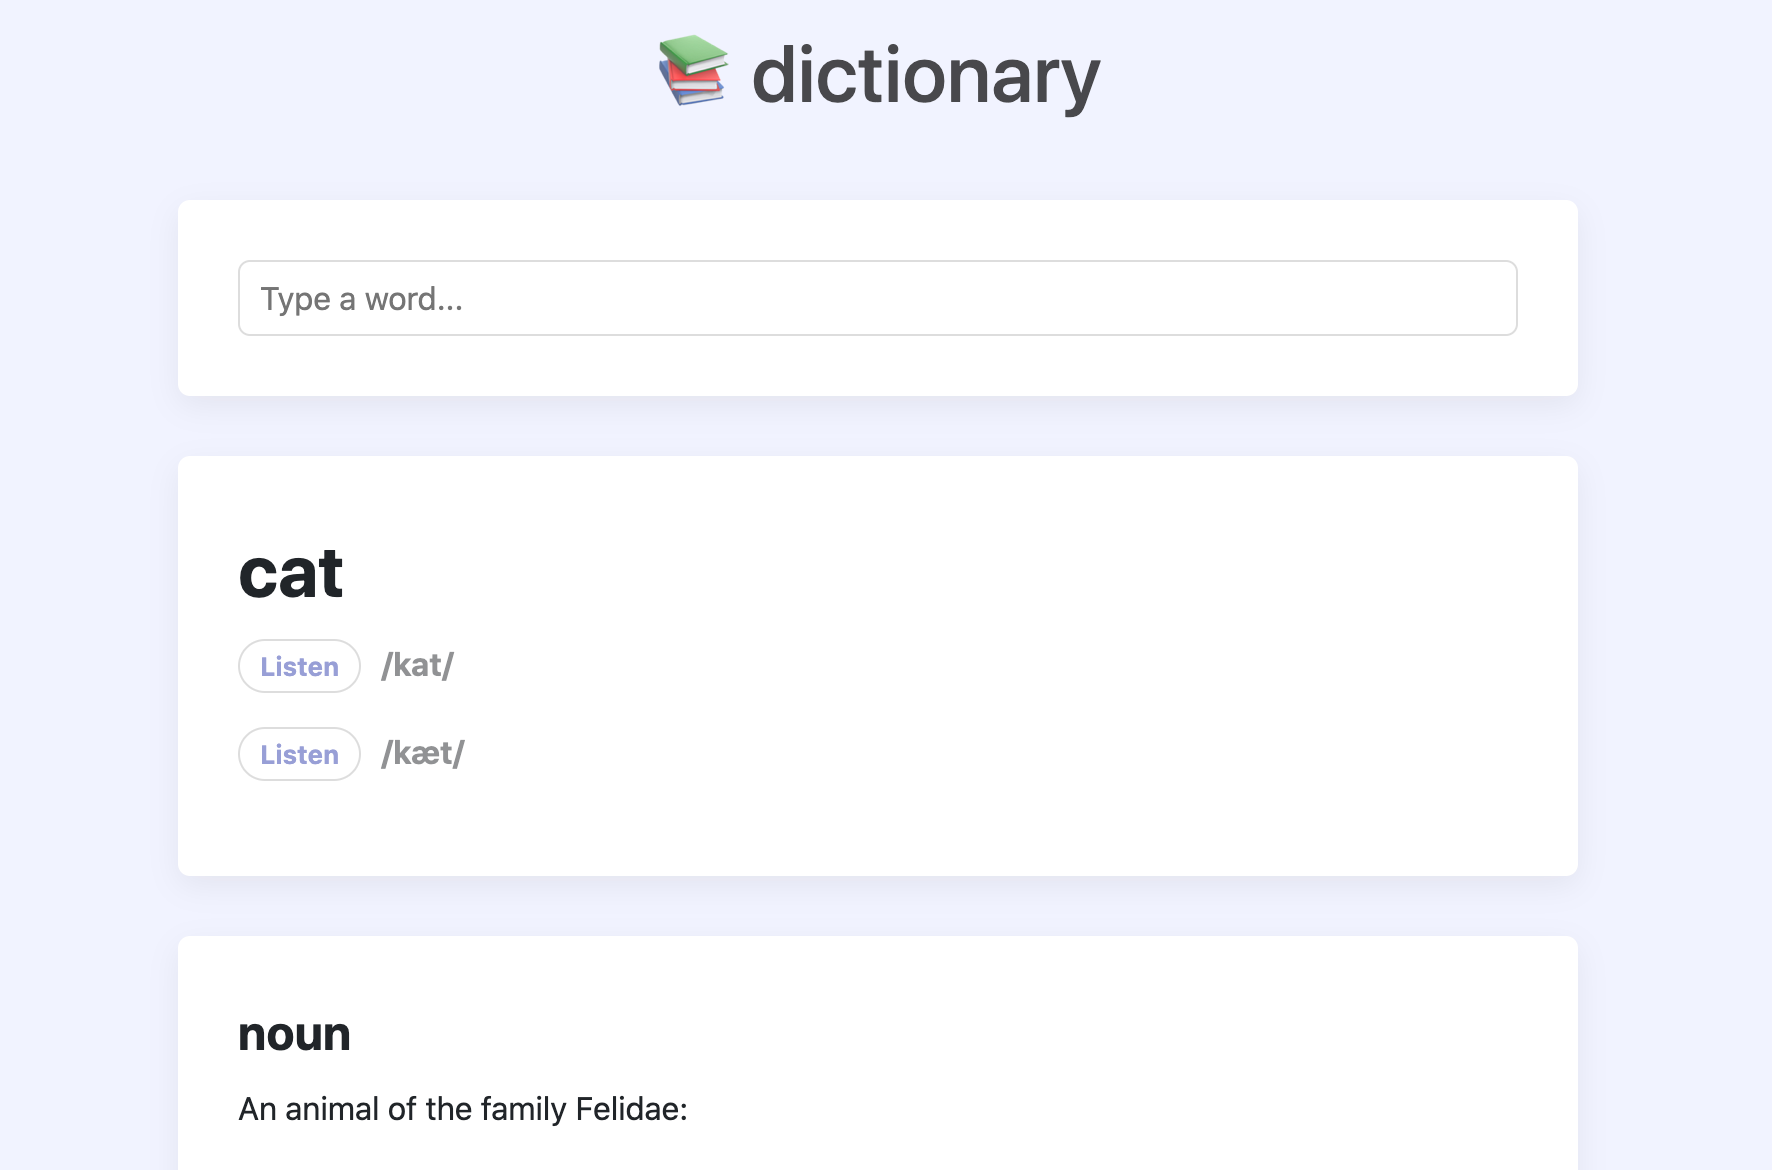 dictionary
Type a word...
cat
Listen /kat/
Listen /kæt/
noun
An animal of the family Felidae: